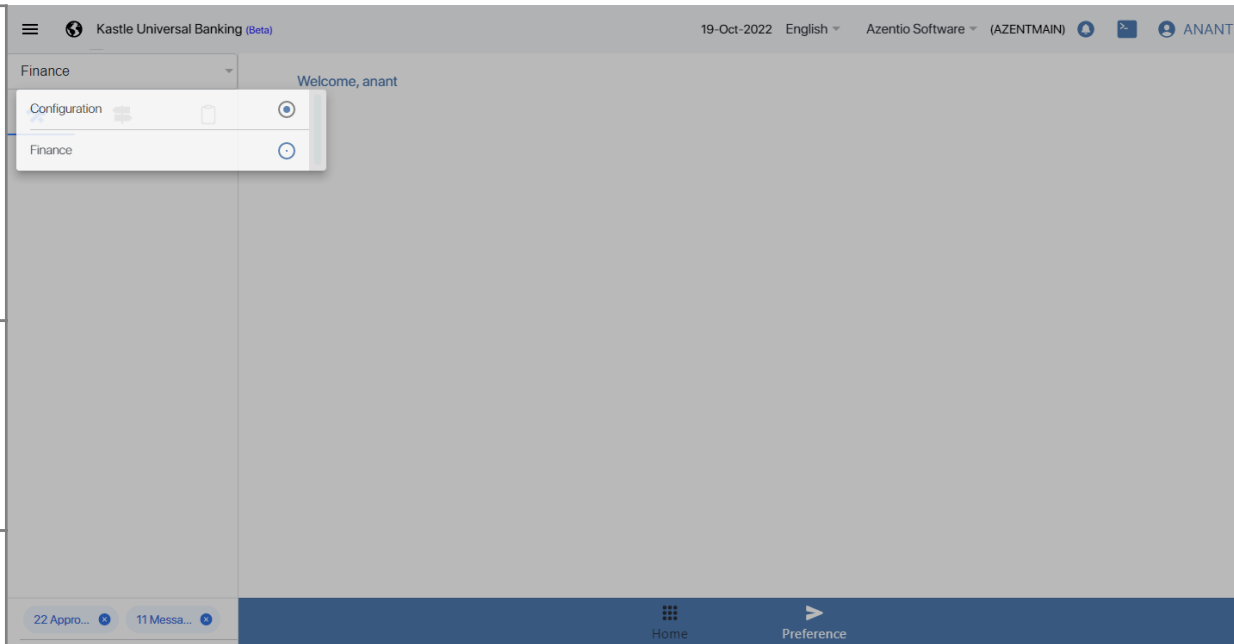 Kastle Universal Banking (Beta)
19-Oct-2022 English Azentio Software (AZENTMAIN) ANANT
Finance
Welcome, anant
Configuration
Finance
22 Appro... 11 Messa...
Home Preference